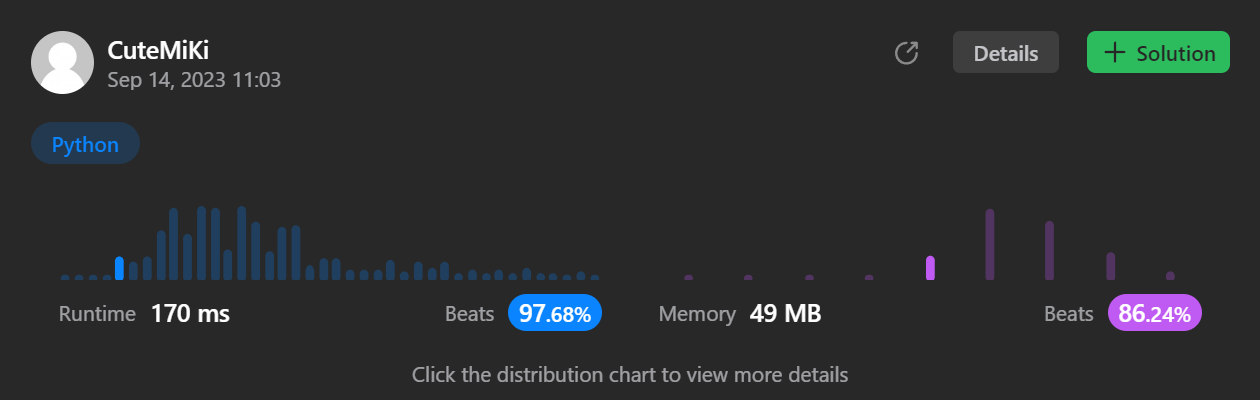 CuteMiKi
Sep 14, 2023 11:03
Details
+ Solution
Python
Runtime 170 ms Beats 97.68%
Memory 49 MB Beats 86.24%
Click the distribution chart to view more details